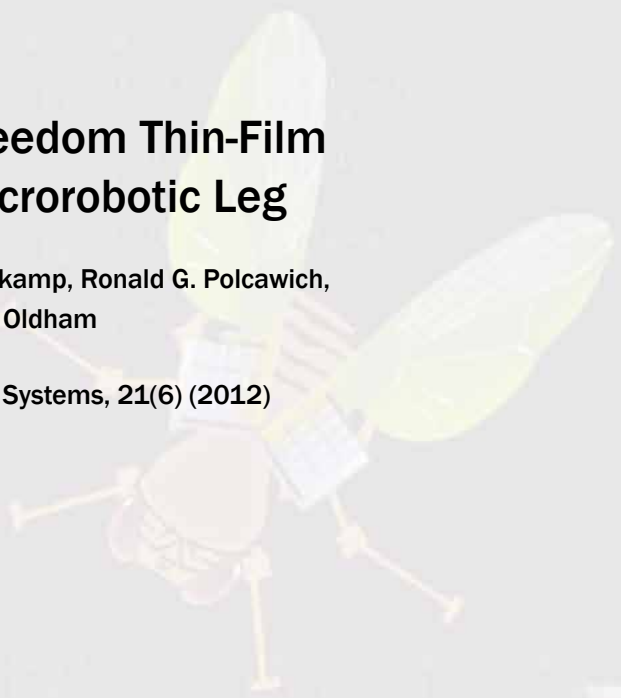 eedom Thin-Film
crorobotic Leg
kamp, Ronald G. Polcawich,
Oldham
Systems, 21(6) (2012)